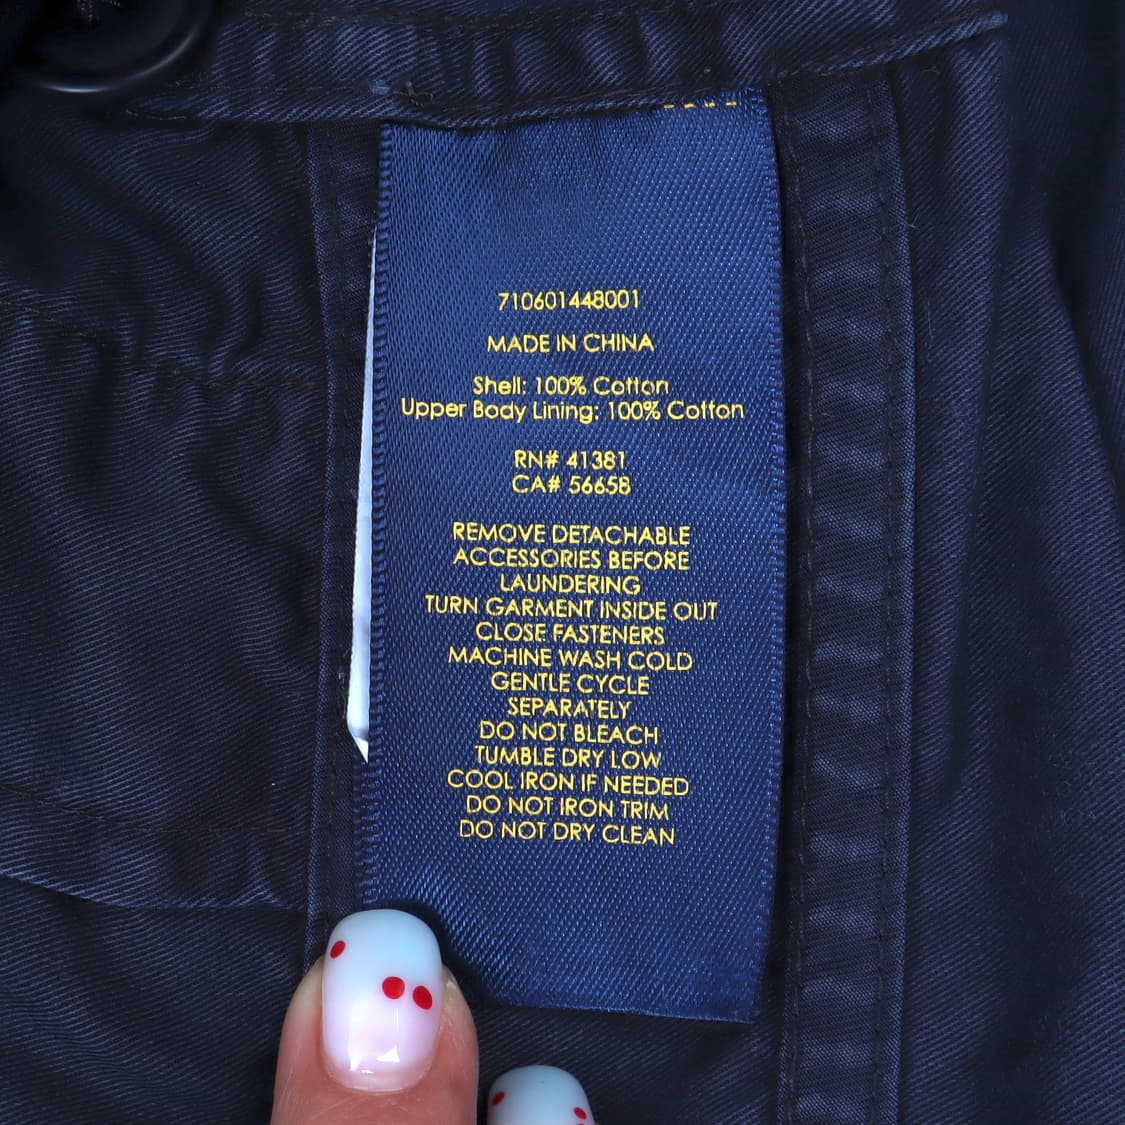 710601448001
MADE IN CHINA
Shell: 100% Cotton
Upper Body Lining: 100% Cotton
RN# 41381
CA# 56658
REMOVE DETACHABLE
ACCESSORIES BEFORE
LAUNDERING
TURN GARMENT INSIDE OUT
CLOSE FASTENERS
MACHINE WASH COLD
GENTLE CYCLE
SEPARATELY
DO NOT BLEACH
TUMBLE DRY LOW
COOL IRON IF NEEDED
DO NOT IRON TRIM
DO NOT DRY CLEAN